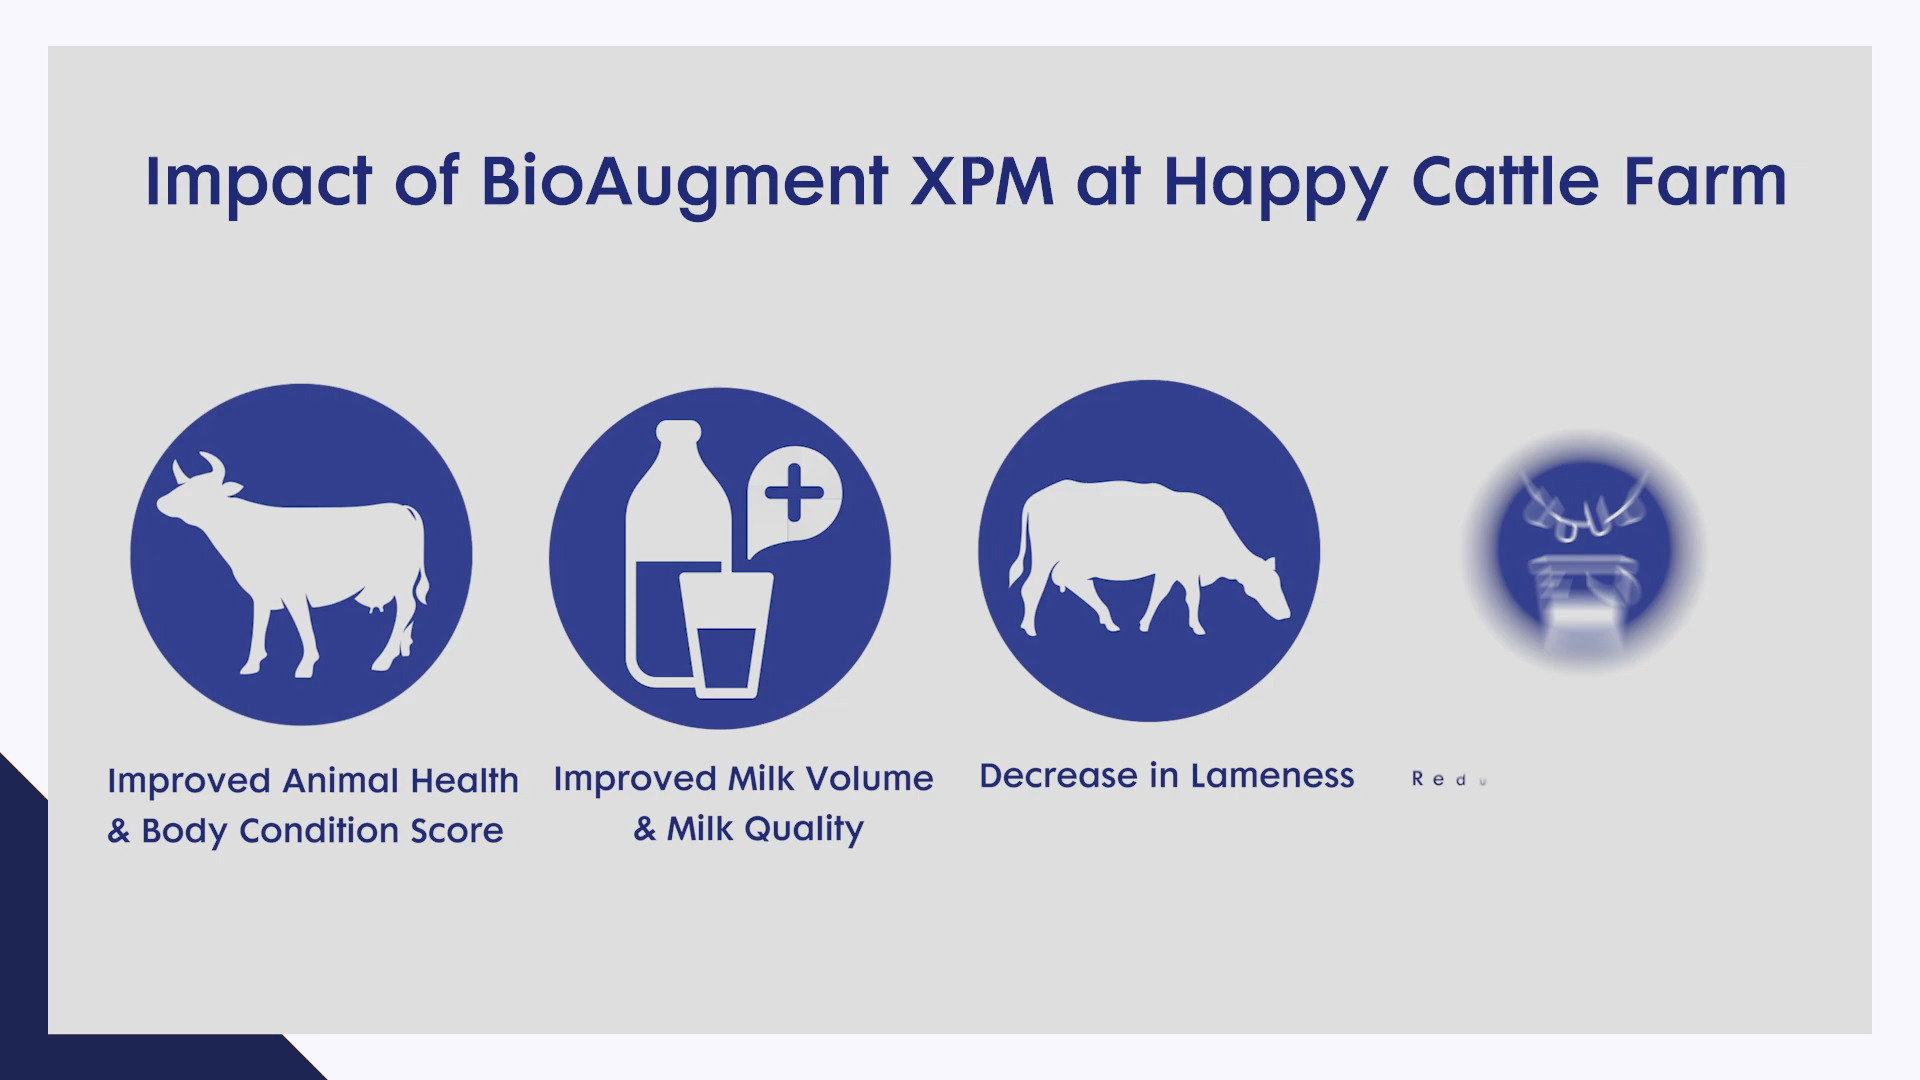 Impact of BioAugment XPM at Happy Cattle Farm
Improved Animal Health
& Body Condition Score
Improved Milk Volume
& Milk Quality
Decrease in Lameness
Redu